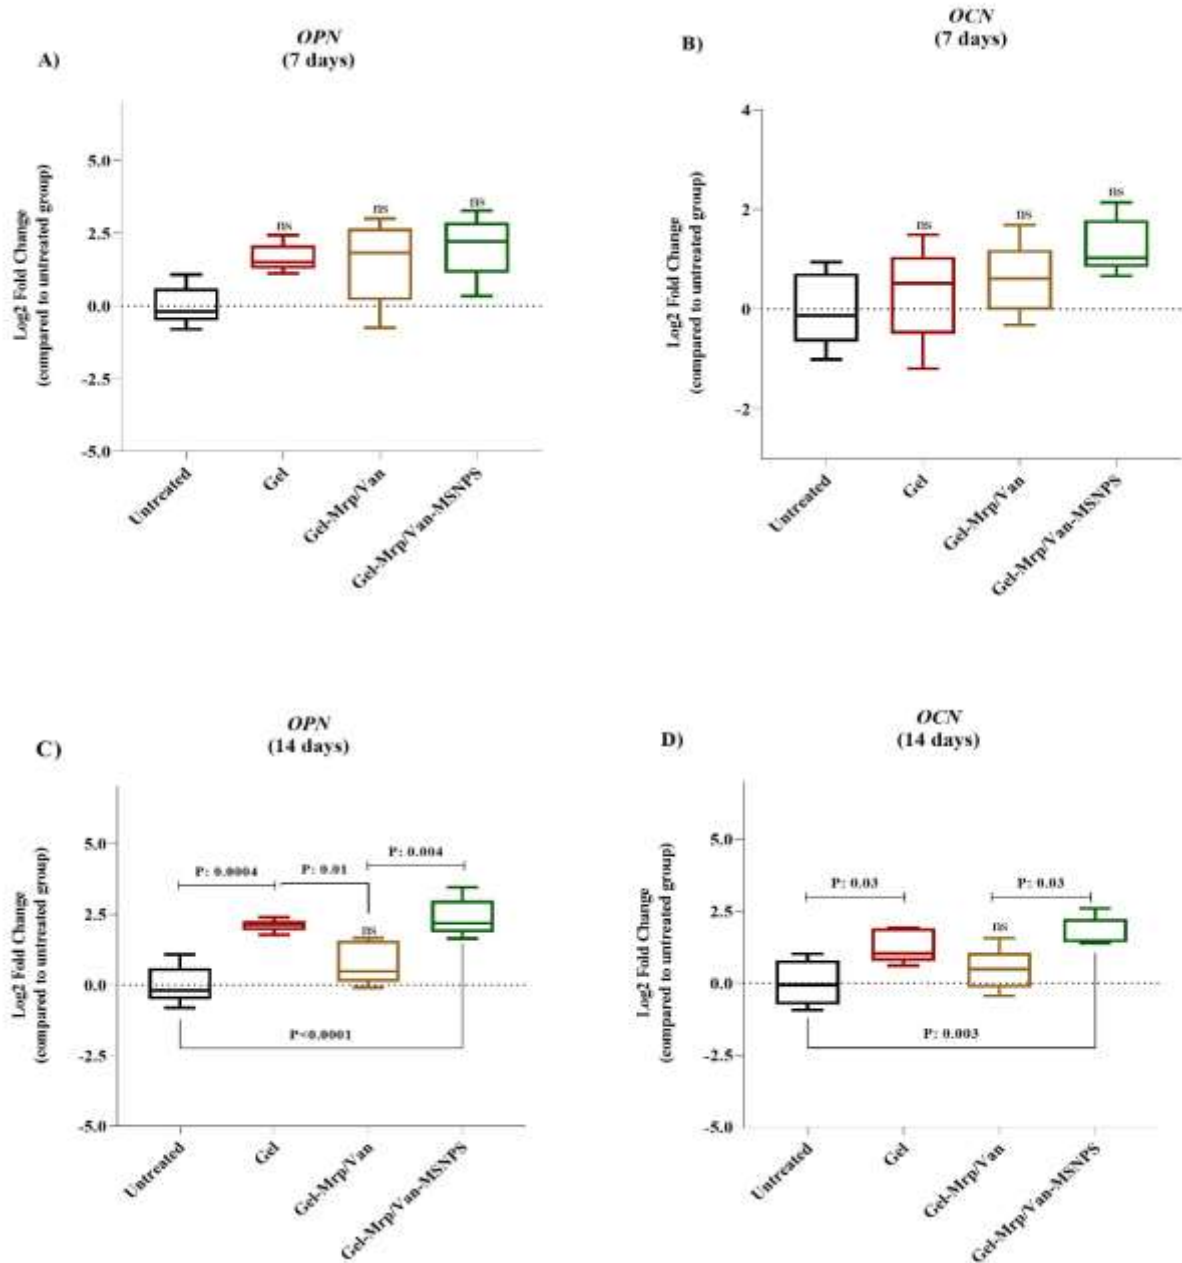 A)
OPN
(7 days)
Log2 Fold Change
(compared to untreated group)
5.0
2.5
0.0
-2.5
-5.0
ns
ns
ns
Untreated
Gel
Gel-Mrp/Van
Gel-Mrp/Van-MSNPS
B)
OCN
(7 days)
Log2 Fold Change
(compared to untreated group)
4
2
0
-2
ns
ns
ns
Untreated
Gel
Gel-Mrp/Van
Gel-Mrp/Van-MSNPS
C)
OPN
(14 days)
Log2 Fold Change
(compared to untreated group)
5.0
2.5
0.0
-2.5
-5.0
P: 0.0004
P: 0.01
P: 0.004
ns
P<0.0001
Untreated
Gel
Gel-Mrp/Van
Gel-Mrp/Van-MSNPS
D)
OCN
(14 days)
Log2 Fold Change
(compared to untreated group)
5.0
2.5
0.0
-2.5
-5.0
P: 0.03
P: 0.03
ns
P: 0.003
Untreated
Gel
Gel-Mrp/Van
Gel-Mrp/Van-MSNPS